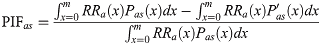 PIF_{as} = \frac{\int_{x=0}^{m} RR_a(x)P_{as}(x)dx - \int_{x=0}^{m} RR_a(x)P'_{as}(x)dx}{\int_{x=0}^{m} RR_a(x)P_{as}(x)dx}